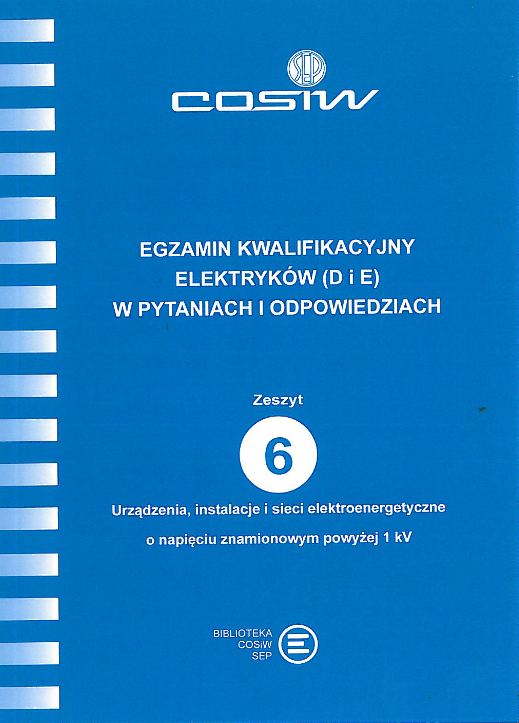 SEP
COSIW
EGZAMIN KWALIFIKACYJNY
ELEKTRYKÓW (D i E)
W PYTANIACH I ODPOWIEDZIACH
Zeszyt
6
Urządzenia, instalacje i sieci elektroenergetyczne
o napięciu znamionowym powyżej 1 kV
BIBLIOTEKA
COSiW
SEP